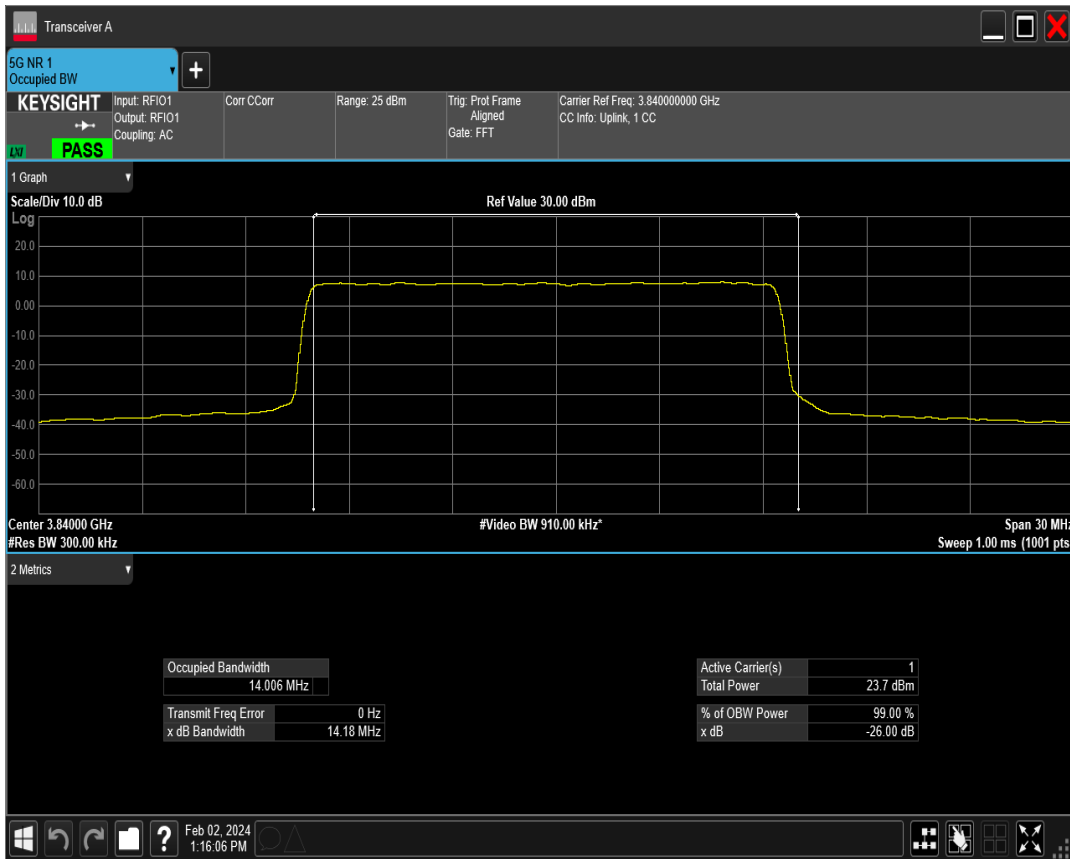 Transceiver A
5G NR 1
Occupied BW
+
KEYSIGHT
LXI
PASS
Input: RFIO1
Output: RFIO1
Coupling: AC
Corr CCorr
Range: 25 dBm
Trig: Prot Frame
Aligned
Gate: FFT
Carrier Ref Freq: 3.840000000 GHz
CC Info: Uplink, 1 CC
1 Graph
Scale/Div 10.0 dB
Ref Value 30.00 dBm
Log
20.0
10.0
0.00
-10.0
-20.0
-30.0
-40.0
-50.0
-60.0
Center 3.84000 GHz
#Video BW 910.00 kHz*
Span 30 MHz
#Res BW 300.00 kHz
Sweep 1.00 ms (1001 pts
2 Metrics
Occupied Bandwidth
14.006 MHz
Transmit Freq Error 0 Hz
x dB Bandwidth 14.18 MHz
Active Carrier(s) 1
Total Power 23.7 dBm
% of OBW Power 99.00 %
x dB -26.00 dB
?
Feb 02, 2024
1:16:06 PM